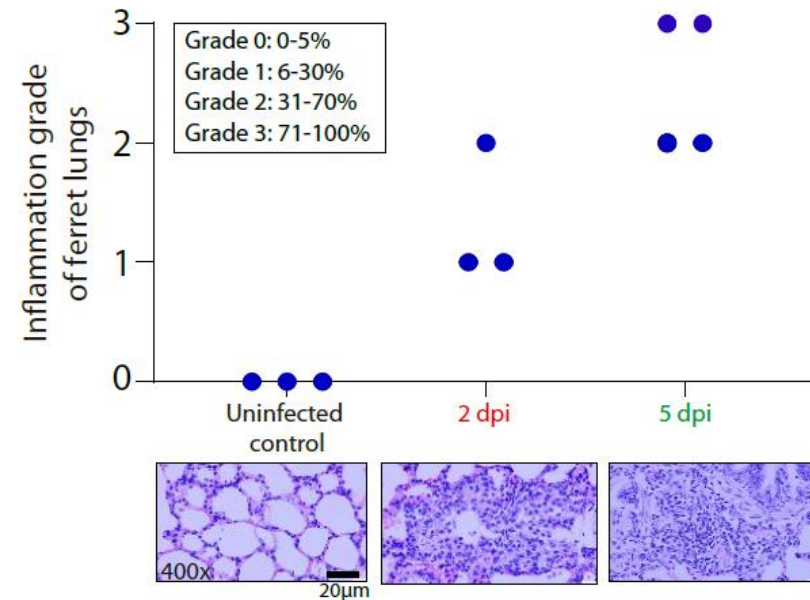 Inflammation grade
of ferret lungs
3
2
1
0
Grade 0: 0-5%
Grade 1: 6-30%
Grade 2: 31-70%
Grade 3: 71-100%
Uninfected
control
2 dpi
5 dpi
400x
20μm